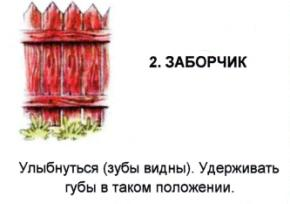 2. ЗАБОРЧИК
Улыбнуться (зубы видны). Удерживать
губы в таком положении.